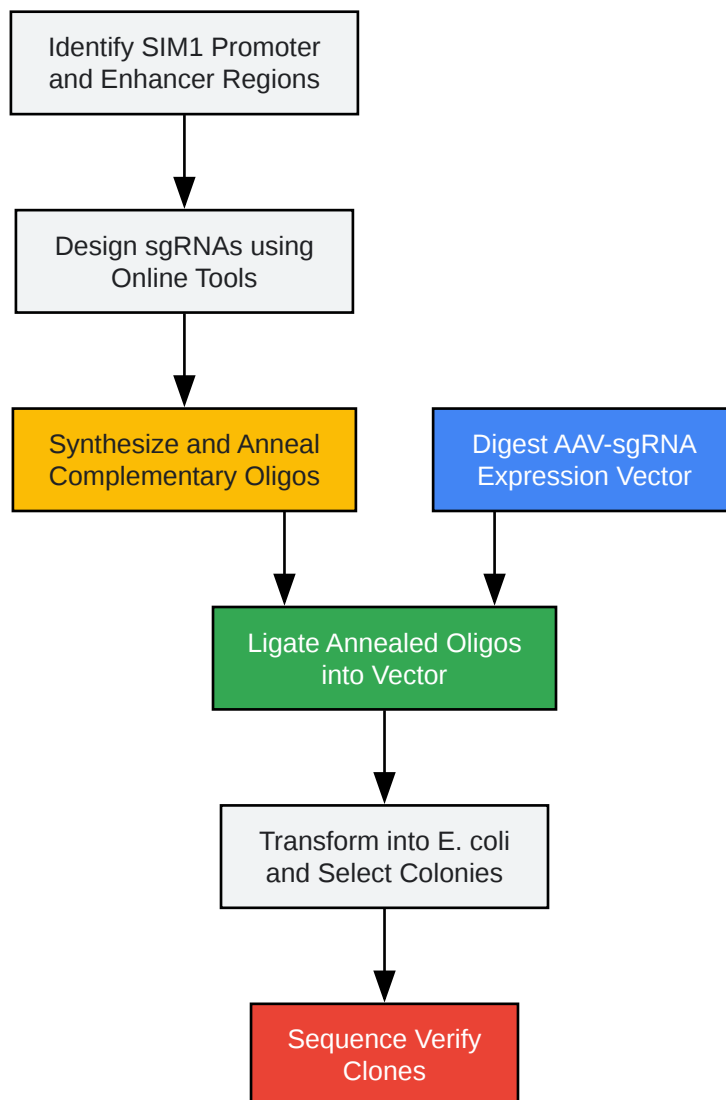 Identify SIM1 Promoter
and Enhancer Regions
Design sgRNAs using
Online Tools
Synthesize and Anneal
Complementary Oligos
Digest AAV-sgRNA
Expression Vector
Ligate Annealed Oligos
into Vector
Transform into E. coli
and Select Colonies
Sequence Verify
Clones